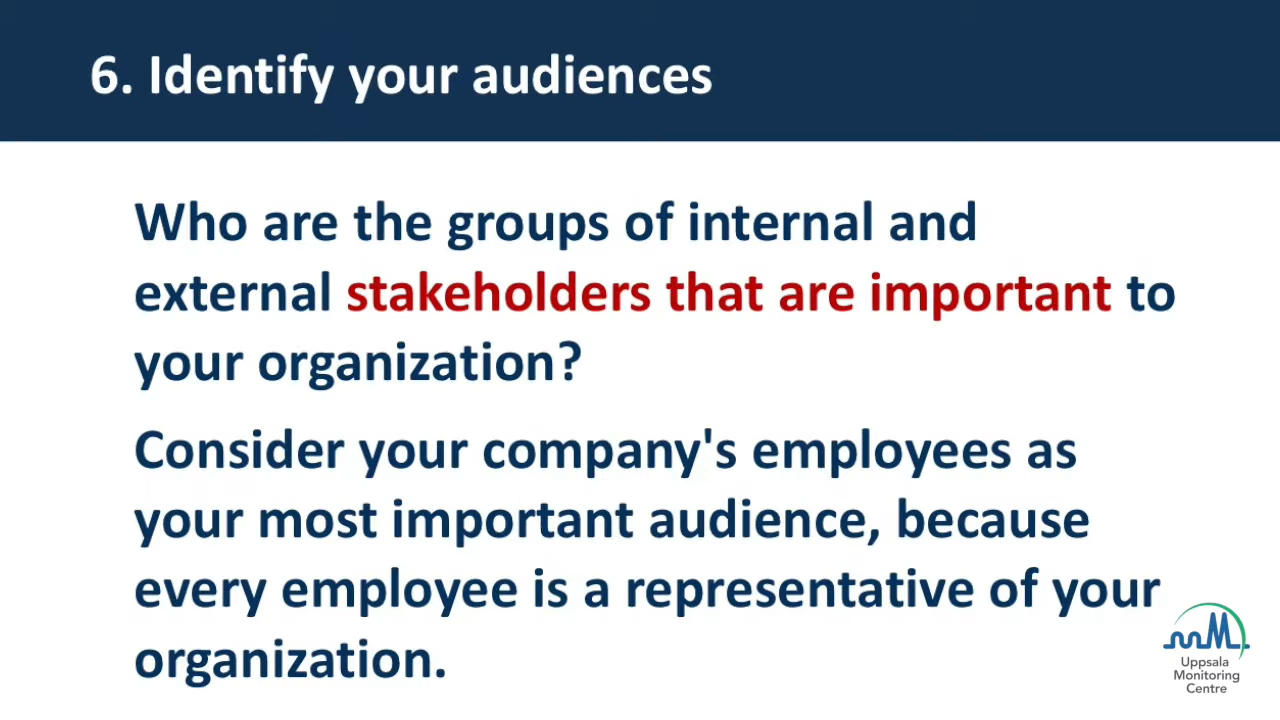 6. Identify your audiences
Who are the groups of internal and
external stakeholders that are important to
your organization?
Consider your company's employees as
your most important audience, because
every employee is a representative of your
organization.
Uppsala
Monitoring
Centre